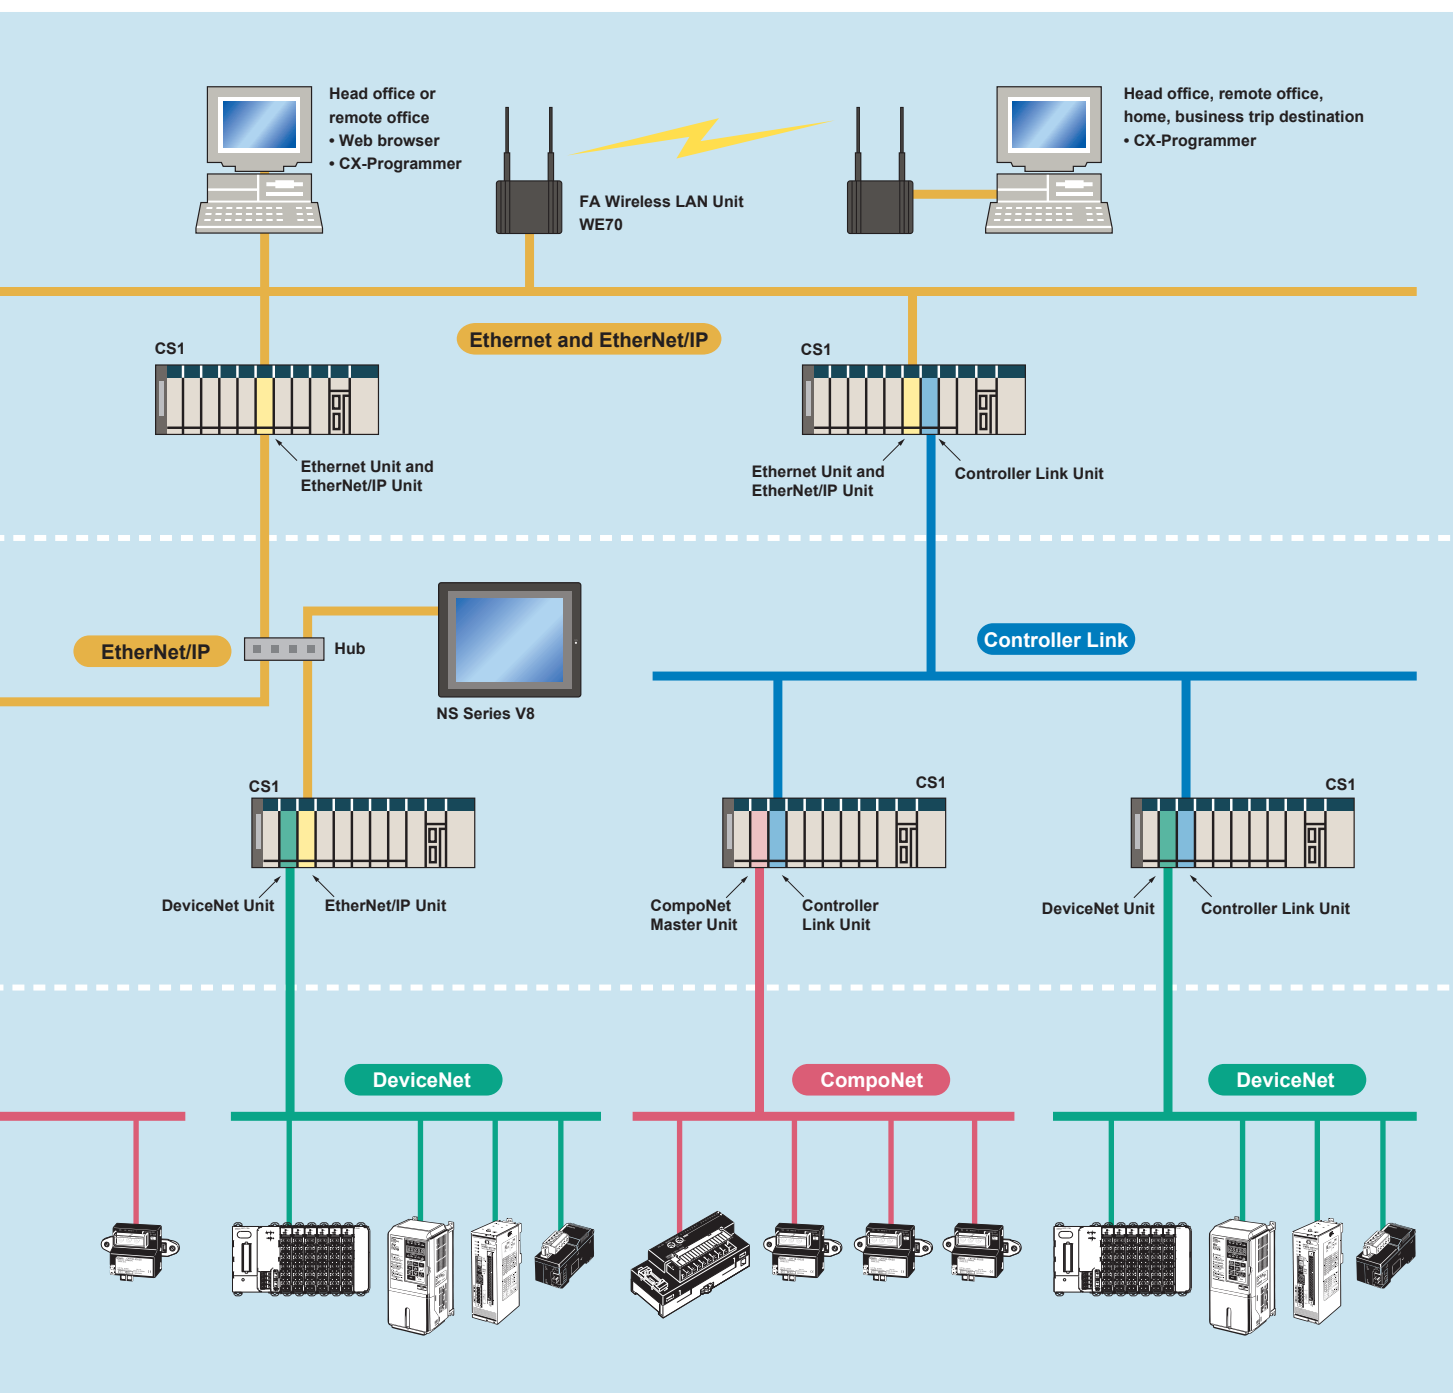 Head office or
remote office
• Web browser
• CX-Programmer
FA Wireless LAN Unit
WE70
Head office, remote office,
home, business trip destination
• CX-Programmer
Ethernet and EtherNet/IP
CS1
CS1
Ethernet Unit and
EtherNet/IP Unit
Ethernet Unit and
EtherNet/IP Unit
Controller Link Unit
EtherNet/IP
Hub
NS Series V8
Controller Link
CS1
CS1
CS1
DeviceNet Unit
EtherNet/IP Unit
CompoNet
Master Unit
Controller
Link Unit
DeviceNet Unit
Controller Link Unit
DeviceNet
CompoNet
DeviceNet